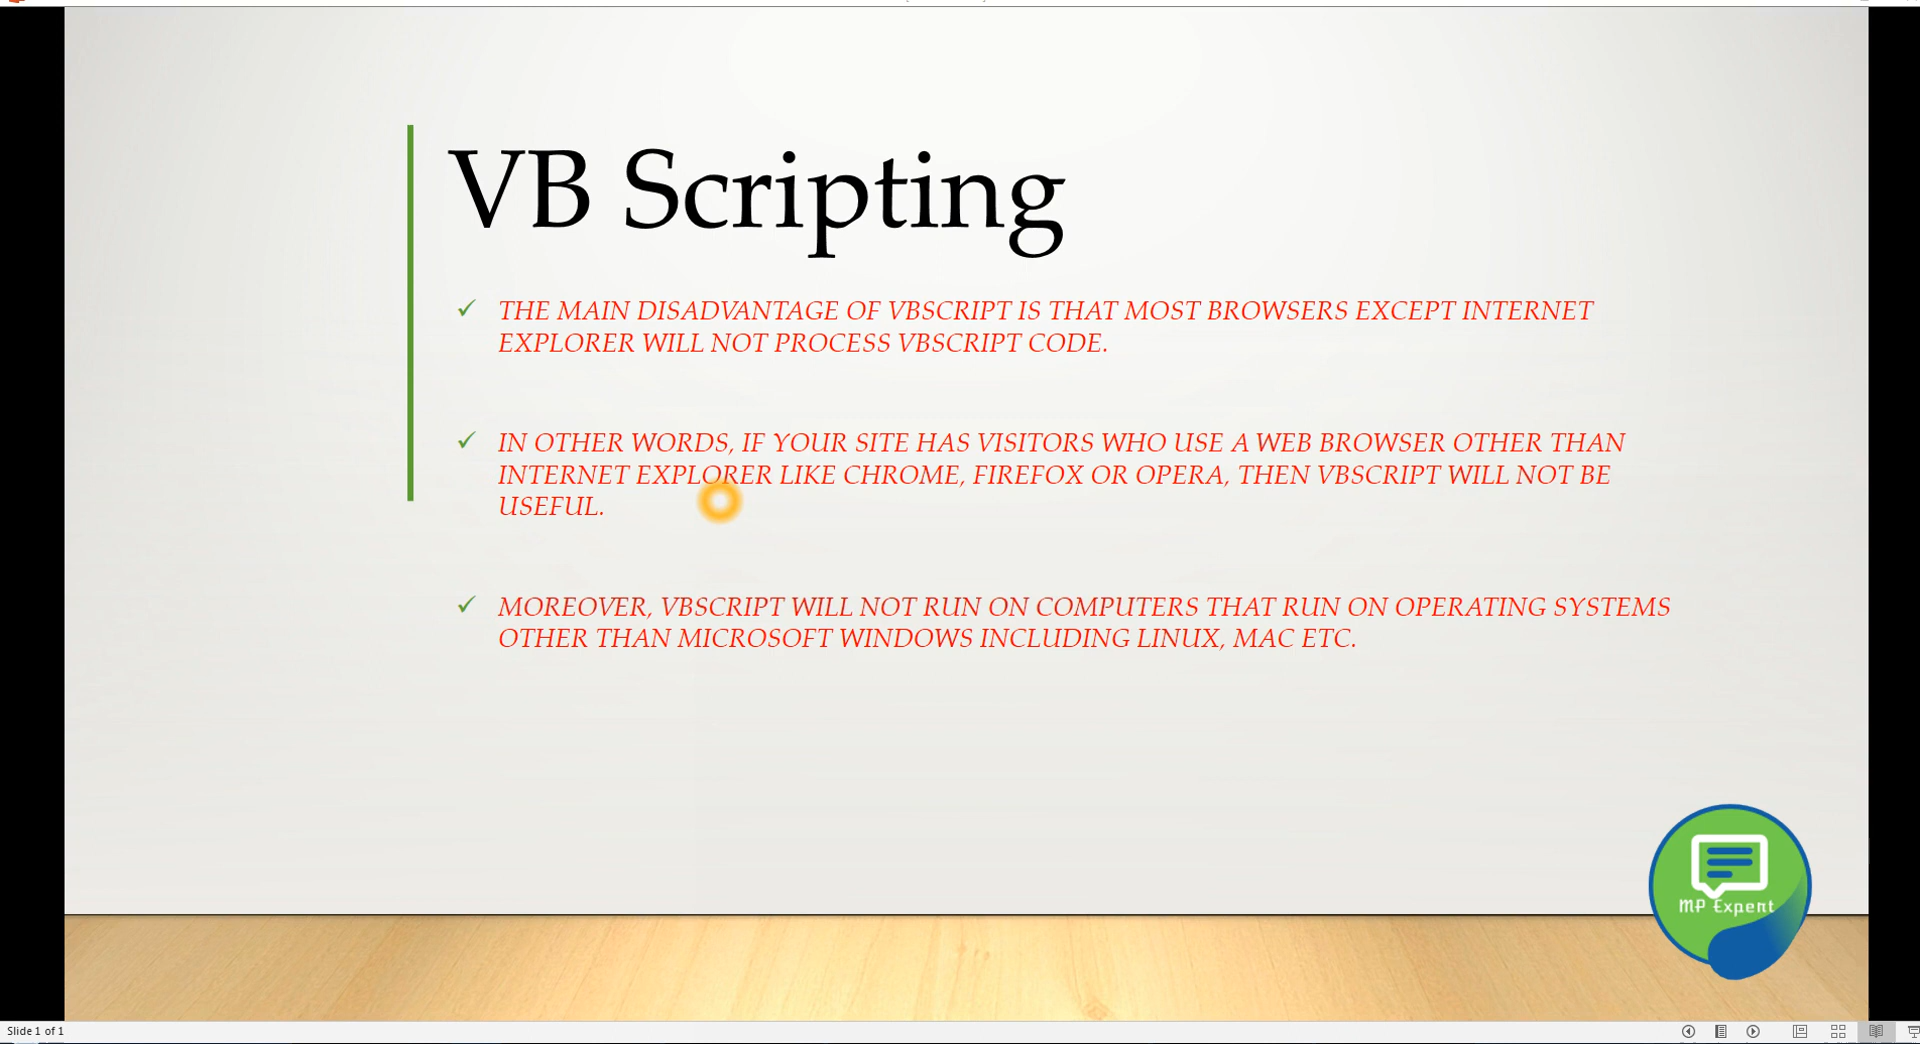 VB Scripting
✓ THE MAIN DISADVANTAGE OF VBSCRIPT IS THAT MOST BROWSERS EXCEPT INTERNET
EXPLORER WILL NOT PROCESS VBSCRIPT CODE.
✓ IN OTHER WORDS, IF YOUR SITE HAS VISITORS WHO USE A WEB BROWSER OTHER THAN
INTERNET EXPLORER LIKE CHROME, FIREFOX OR OPERA, THEN VBSCRIPT WILL NOT BE
USEFUL.
✓ MOREOVER, VBSCRIPT WILL NOT RUN ON COMPUTERS THAT RUN ON OPERATING SYSTEMS
OTHER THAN MICROSOFT WINDOWS INCLUDING LINUX, MAC ETC.
MP Expert
Slide 1 of 1